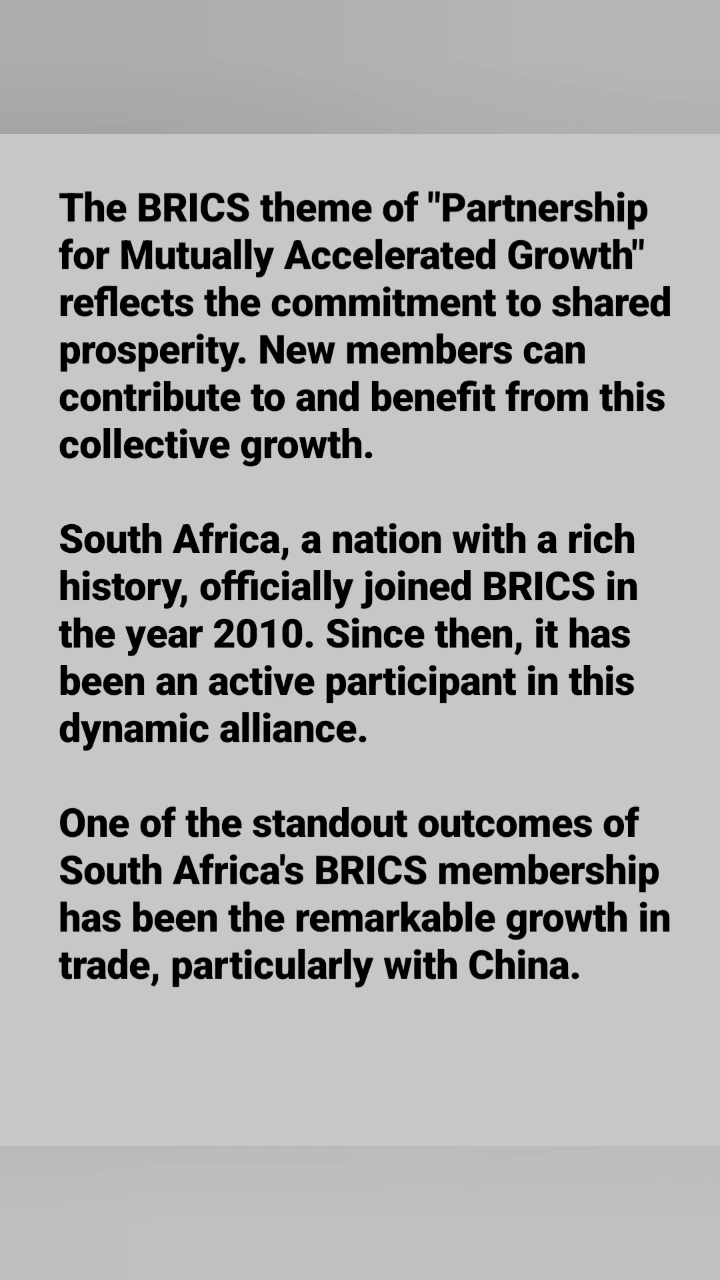 The BRICS theme of "Partnership
for Mutually Accelerated Growth"
reflects the commitment to shared
prosperity. New members can
contribute to and benefit from this
collective growth.
South Africa, a nation with a rich
history, officially joined BRICS in
the year 2010. Since then, it has
been an active participant in this
dynamic alliance.
One of the standout outcomes of
South Africa's BRICS membership
has been the remarkable growth in
trade, particularly with China.